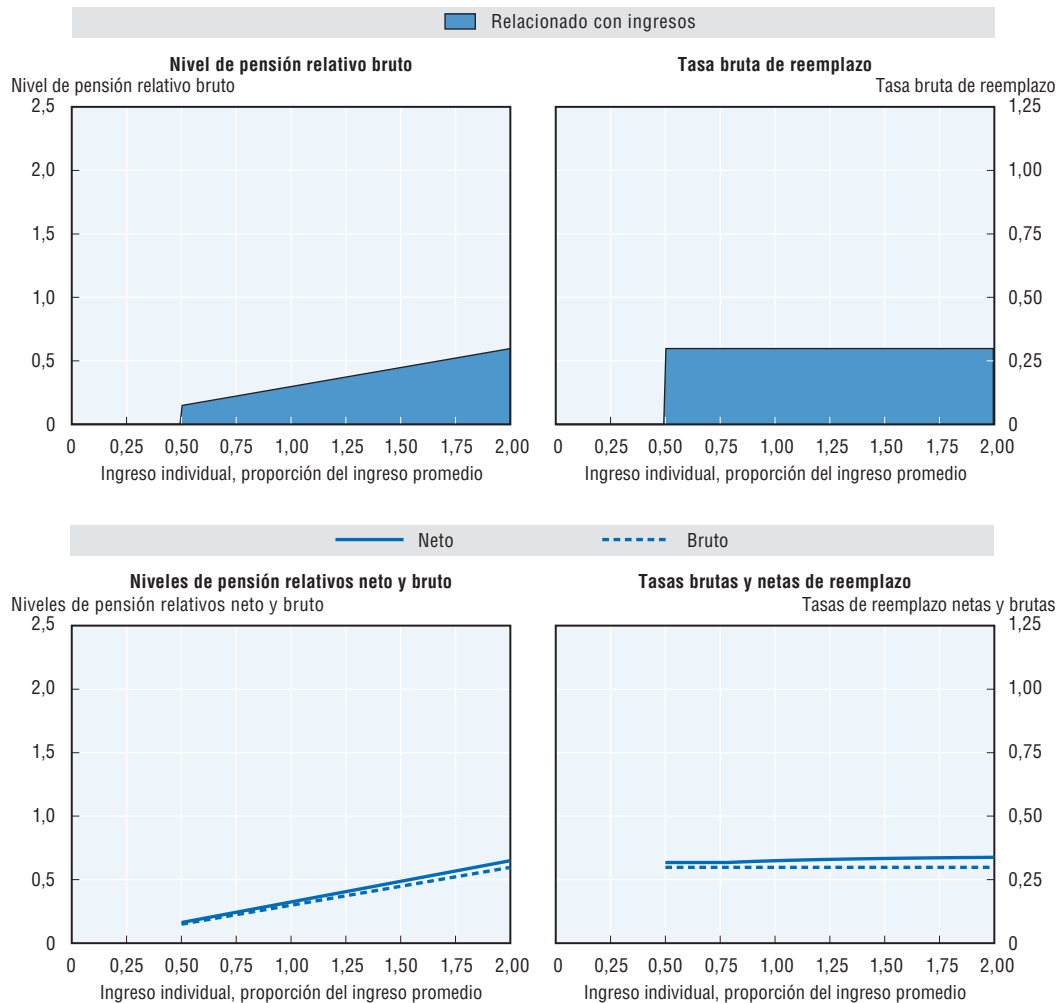 Relacionado con ingresos
Nivel de pensión relativo bruto
Nivel de pensión relativo bruto
2,5
2,0
1,5
1,0
0,5
0
0 0,25 0,50 0,75 1,00 1,25 1,50 1,75 2,00
Ingreso individual, proporción del ingreso promedio
Tasa bruta de reemplazo
Tasa bruta de reemplazo
1,25
1,00
0,75
0,50
0,25
0
0 0,25 0,50 0,75 1,00 1,25 1,50 1,75 2,00
Ingreso individual, proporción del ingreso promedio
Neto Bruto
Niveles de pensión relativos neto y bruto
Niveles de pensión relativos neto y bruto
2,5
2,0
1,5
1,0
0,5
0
0 0,25 0,50 0,75 1,00 1,25 1,50 1,75 2,00
Ingreso individual, proporción del ingreso promedio
Tasas brutas y netas de reemplazo
Tasas de reemplazo netas y brutas
1,25
1,00
0,75
0,50
0,25
0
0 0,25 0,50 0,75 1,00 1,25 1,50 1,75 2,00
Ingreso individual, proporción del ingreso promedio